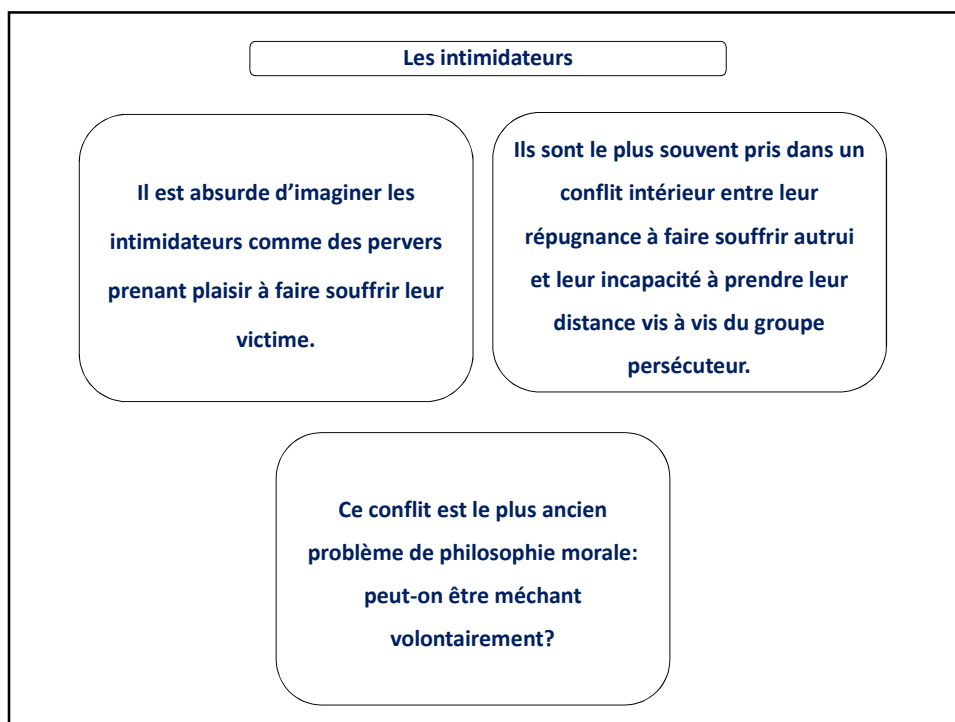 Les intimidateurs
Il est absurde d’imaginer les
intimidateurs comme des pervers
prenant plaisir à faire souffrir leur
victime.
Ils sont le plus souvent pris dans un
conflit intérieur entre leur
répugnance à faire souffrir autrui
et leur incapacité à prendre leur
distance vis à vis du groupe
persécuteur.
Ce conflit est le plus ancien
problème de philosophie morale:
peut-on être méchant
volontairement?